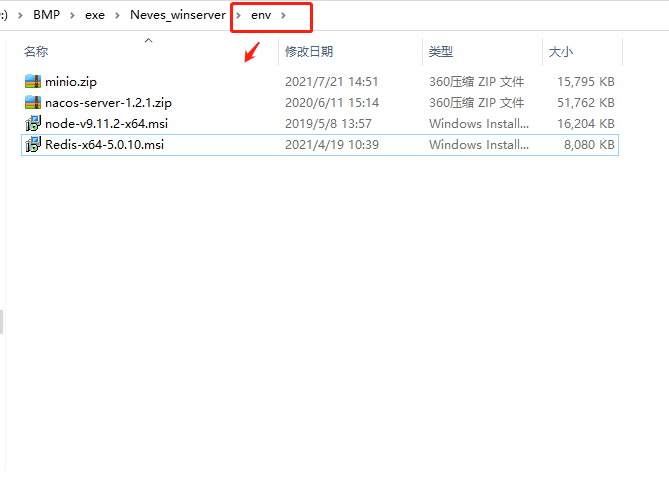 :) > BMP > exe > Neves_winserver > env >
名称 修改日期 类型 大小
minio.zip 2021/7/21 14:51 360压缩 ZIP 文件 15,795 KB
nacos-server-1.2.1.zip 2020/6/11 15:14 360压缩 ZIP 文件 51,762 KB
node-v9.11.2-x64.msi 2019/5/8 13:57 Windows Install... 16,204 KB
Redis-x64-5.0.10.msi 2021/4/19 10:39 Windows Install... 8,080 KB